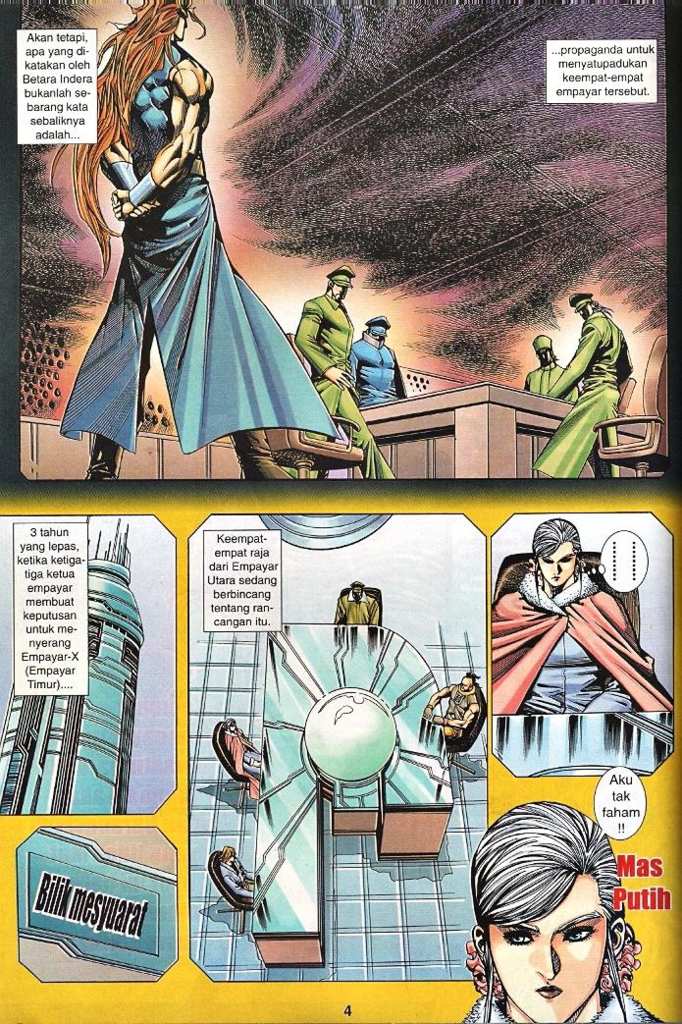 Akan tetapi,
apa yang di-
katakan oleh
Betara Indera
bukanlah se-
barang kata
sebaliknya
adalah...
...propaganda untuk
menyatupadukan
keempat-empat
empayar tersebut.
3 tahun
yang lepas,
ketika ketiga-
tiga ketua
empayar
membuat
keputusan
untuk me-
nyerang
Empayar-X
(Empayar
Timur)....
Keempat-
empat raja
dari Empayar
Utara sedang
berbincang
tentang ran-
cangan itu.
Bilik mesyuarat
Aku
tak
faham
!!
Mas
Putih
4